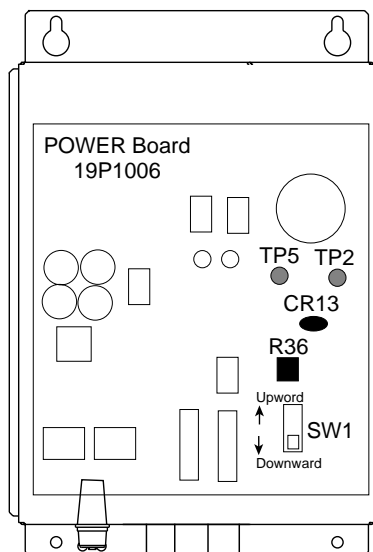 POWER Board
19P1006
TP5 TP2
CR13
R36
Upword
SW1
Downward